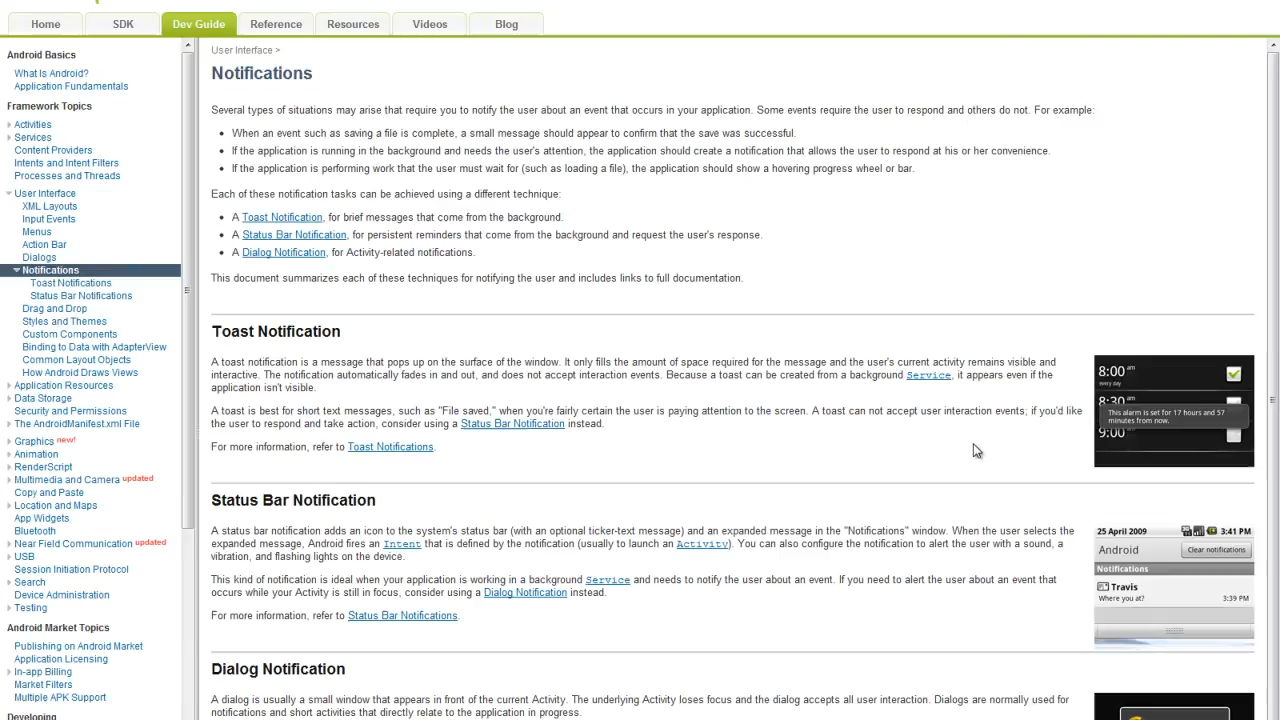 Home SDK Dev Guide Reference Resources Videos Blog
Android Basics
What Is Android?
Application Fundamentals
Framework Topics
Activities
Services
Content Providers
Intents and Intent Filters
Processes and Threads
User Interface
XML Layouts
Input Events
Menus
Action Bar
Dialogs
Notifications
Toast Notifications
Status Bar Notifications
Drag and Drop
Styles and Themes
Custom Components
Binding to Data with AdapterView
Common Layout Objects
How Android Draws Views
Application Resources
Data Storage
Security and Permissions
The AndroidManifest.xml File
Graphics new!
Animation
RenderScript
Multimedia and Camera updated
Copy and Paste
Location and Maps
App Widgets
Bluetooth
Near Field Communication updated
USB
Session Initiation Protocol
Search
Device Administration
Testing
Android Market Topics
Publishing on Android Market
Application Licensing
In-app Billing
Market Filters
Multiple APK Support
Developing
User Interface >
Notifications
Several types of situations may arise that require you to notify the user about an event that occurs in your application. Some events require the user to respond and others do not. For example:
• When an event such as saving a file is complete, a small message should appear to confirm that the save was successful.
• If the application is running in the background and needs the user's attention, the application should create a notification that allows the user to respond at his or her convenience.
• If the application is performing work that the user must wait for (such as loading a file), the application should show a hovering progress wheel or bar.
Each of these notification tasks can be achieved using a different technique:
• A Toast Notification, for brief messages that come from the background.
• A Status Bar Notification, for persistent reminders that come from the background and request the user's response.
• A Dialog Notification, for Activity-related notifications.
This document summarizes each of these techniques for notifying the user and includes links to full documentation.
Toast Notification
A toast notification is a message that pops up on the surface of the window. It only fills the amount of space required for the message and the user's current activity remains visible and
interactive. The notification automatically fades in and out, and does not accept interaction events. Because a toast can be created from a background Service, it appears even if the
application isn't visible.
A toast is best for short text messages, such as "File saved," when you're fairly certain the user is paying attention to the screen. A toast can not accept user interaction events; if you'd like
the user to respond and take action, consider using a Status Bar Notification instead.
For more information, refer to Toast Notifications.
8:00 am
every day
8:30
This alarm is set for 17 hours and 57
minutes from now.
9:00 am
Status Bar Notification
A status bar notification adds an icon to the system's status bar (with an optional ticker-text message) and an expanded message in the "Notifications" window. When the user selects the
expanded message, Android fires an Intent that is defined by the notification (usually to launch an Activity). You can also configure the notification to alert the user with a sound, a
vibration, and flashing lights on the device.
This kind of notification is ideal when your application is working in a background Service and needs to notify the user about an event. If you need to alert the user about an event that
occurs while your Activity is still in focus, consider using a Dialog Notification instead.
For more information, refer to Status Bar Notifications.
25 April 2009 3:41 PM
Android Clear notifications
Notifications
Travis
Where you at? 3:39 PM
Dialog Notification
A dialog is usually a small window that appears in front of the current Activity. The underlying Activity loses focus and the dialog accepts all user interaction. Dialogs are normally used for
notifications and short activities that directly relate to the application in progress.